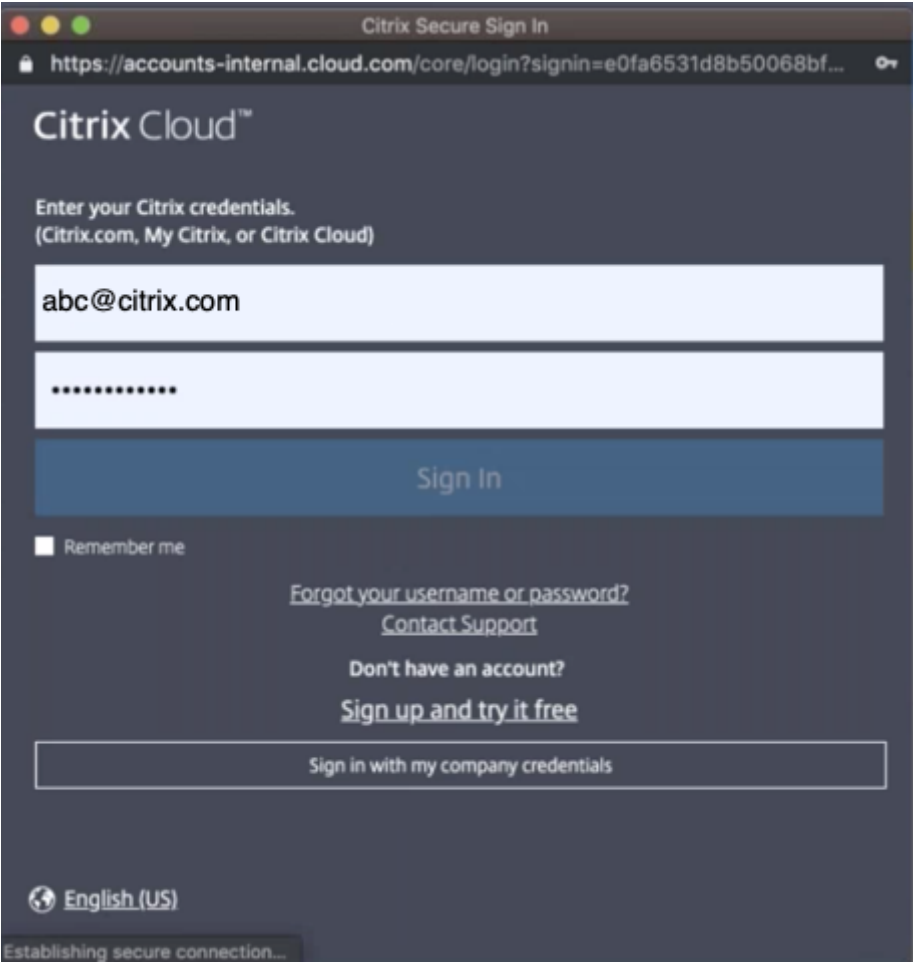 Citrix Secure Sign In
https://accounts-internal.cloud.com/core/login?signin=e0fa6531d8b50068bf...
Citrix Cloud™
Enter your Citrix credentials.
(Citrix.com, My Citrix, or Citrix Cloud)
abc@citrix.com
••••••••••••
Sign In
Remember me
Forgot your username or password?
Contact Support
Don't have an account?
Sign up and try it free
Sign in with my company credentials
English (US)
Establishing secure connection...